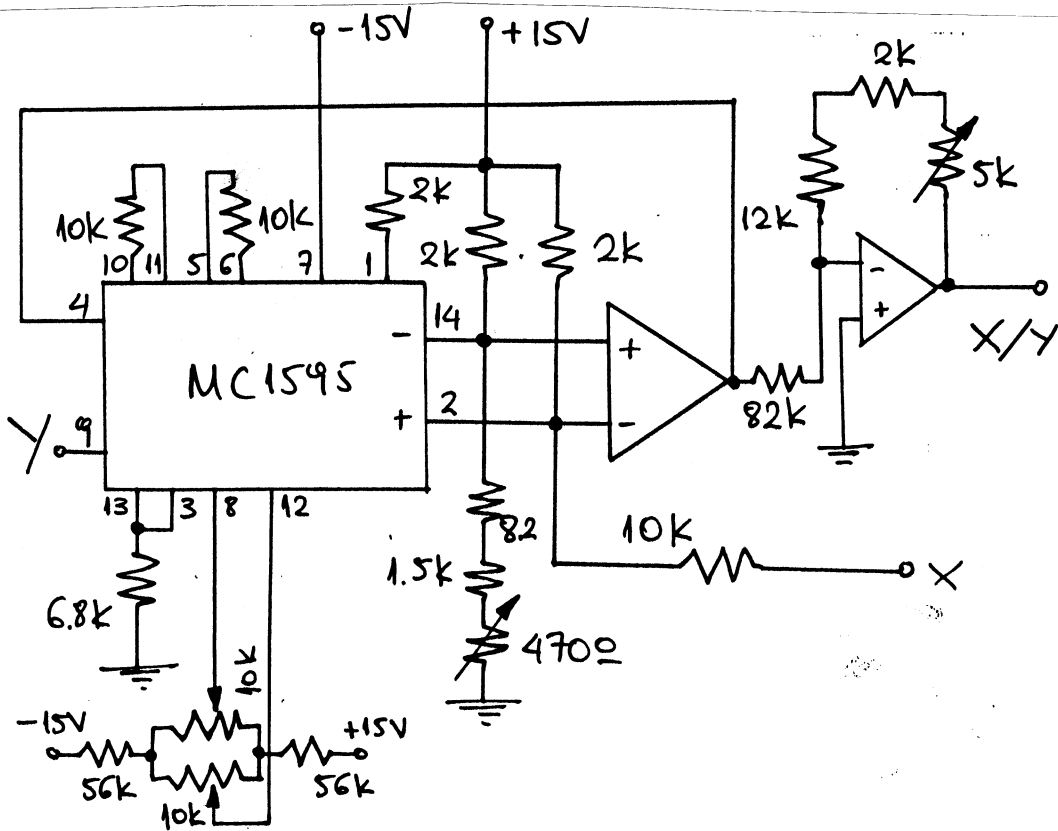 -15V
+15V
2k
5k
12k
10k
10k
2k
2k
2k
10 11 5 6 7 1
4
- 14
MC1595
+ 2
Y 9
13 3 8 12
+
-
-
+
X/Y
82k
82
1.5k
470Ω
10k
X
6.8k
10k
-15V
+15V
56k
56k
10k